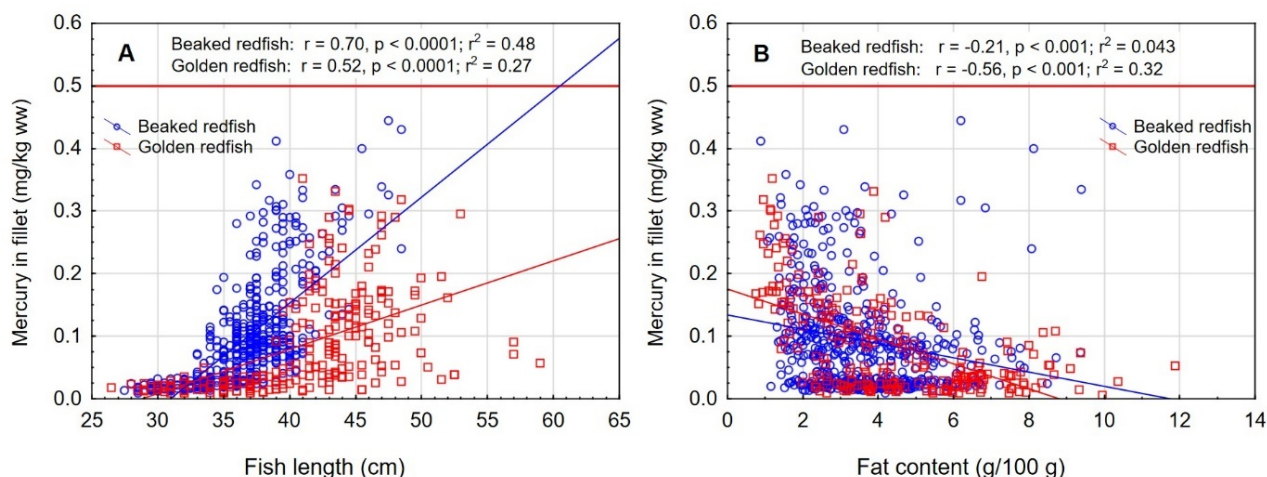 A
Beaked redfish: r = 0.70, p < 0.0001; r² = 0.48
Golden redfish: r = 0.52, p < 0.0001; r² = 0.27
Beaked redfish
Golden redfish
Mercury in fillet (mg/kg ww)
0.6
0.5
0.4
0.3
0.2
0.1
0.0
25 30 35 40 45 50 55 60 65
Fish length (cm)
B
Beaked redfish: r = -0.21, p < 0.001; r² = 0.043
Golden redfish: r = -0.56, p < 0.001; r² = 0.32
Beaked redfish
Golden redfish
Mercury in fillet (mg/kg ww)
0.6
0.5
0.4
0.3
0.2
0.1
0.0
0 2 4 6 8 10 12 14
Fat content (g/100 g)